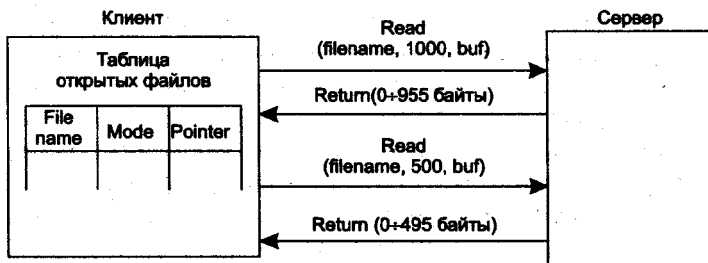 Клиент
Сервер
Таблица
открытых файлов
File
name
Mode
Pointer
Read
(filename, 1000, buf)
Return(0÷955 байты)
Read
(filename, 500, buf)
Return (0÷495 байты)